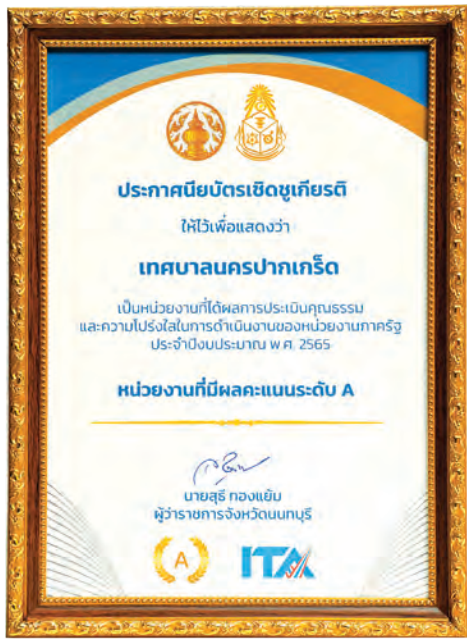 ประกาศนียบัตรเชิดชูเกียรติ
ให้ไว้เพื่อแสดงว่า
เทศบาลนครปากเกร็ด
เป็นหน่วยงานที่ได้ผลการประเมินคุณธรรม
และความโปร่งใสในการดำเนินงานของหน่วยงานภาครัฐ
ประจำปีงบประมาณ พ.ศ. 2565
หน่วยงานที่มีผลคะแนนระดับ A
นายสุธี ทองแย้ม
ผู้ว่าราชการจังหวัดนนทบุรี
A ITA